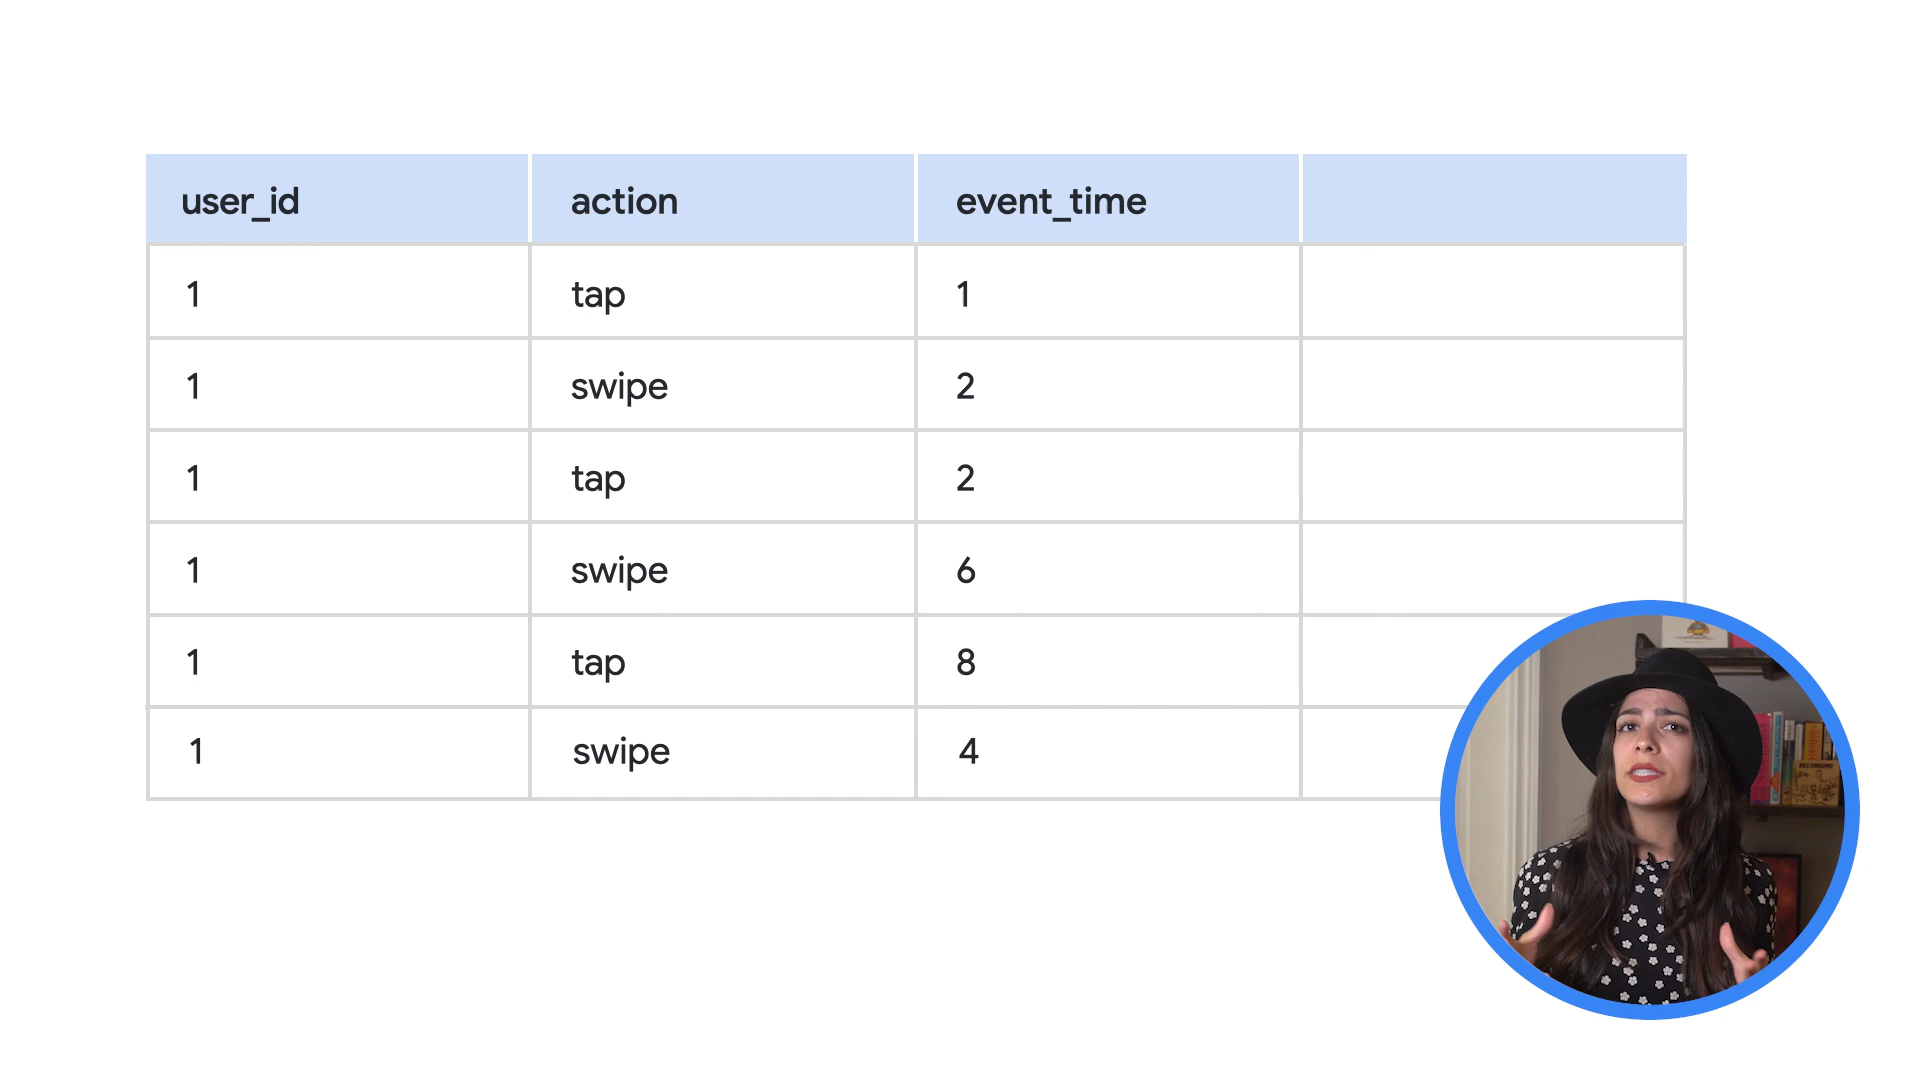 user_id action event_time
1 tap 1
1 swipe 2
1 tap 2
1 swipe 6
1 tap 8
1 swipe 4
BELONGING